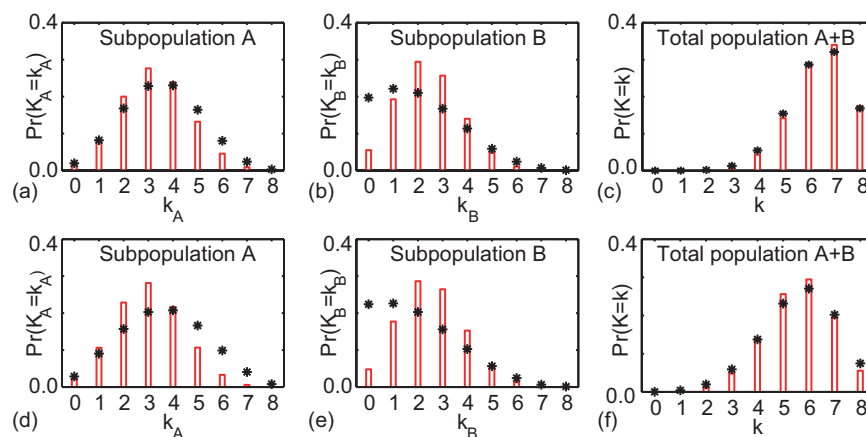 0.4
Subpopulation A
Pr(K_A=k_A)
0.0
0 1 2 3 4 5 6 7 8
(a)
k_A
0.4
Subpopulation B
Pr(K_B=k_B)
0.0
0 1 2 3 4 5 6 7 8
(b)
k_B
0.4
Total population A+B
Pr(K=k)
0.0
0 1 2 3 4 5 6 7 8
(c)
k
0.4
Subpopulation A
Pr(K_A=k_A)
0.0
0 1 2 3 4 5 6 7 8
(d)
k_A
0.4
Subpopulation B
Pr(K_B=k_B)
0.0
0 1 2 3 4 5 6 7 8
(e)
k_B
0.4
Total population A+B
Pr(K=k)
0.0
0 1 2 3 4 5 6 7 8
(f)
k